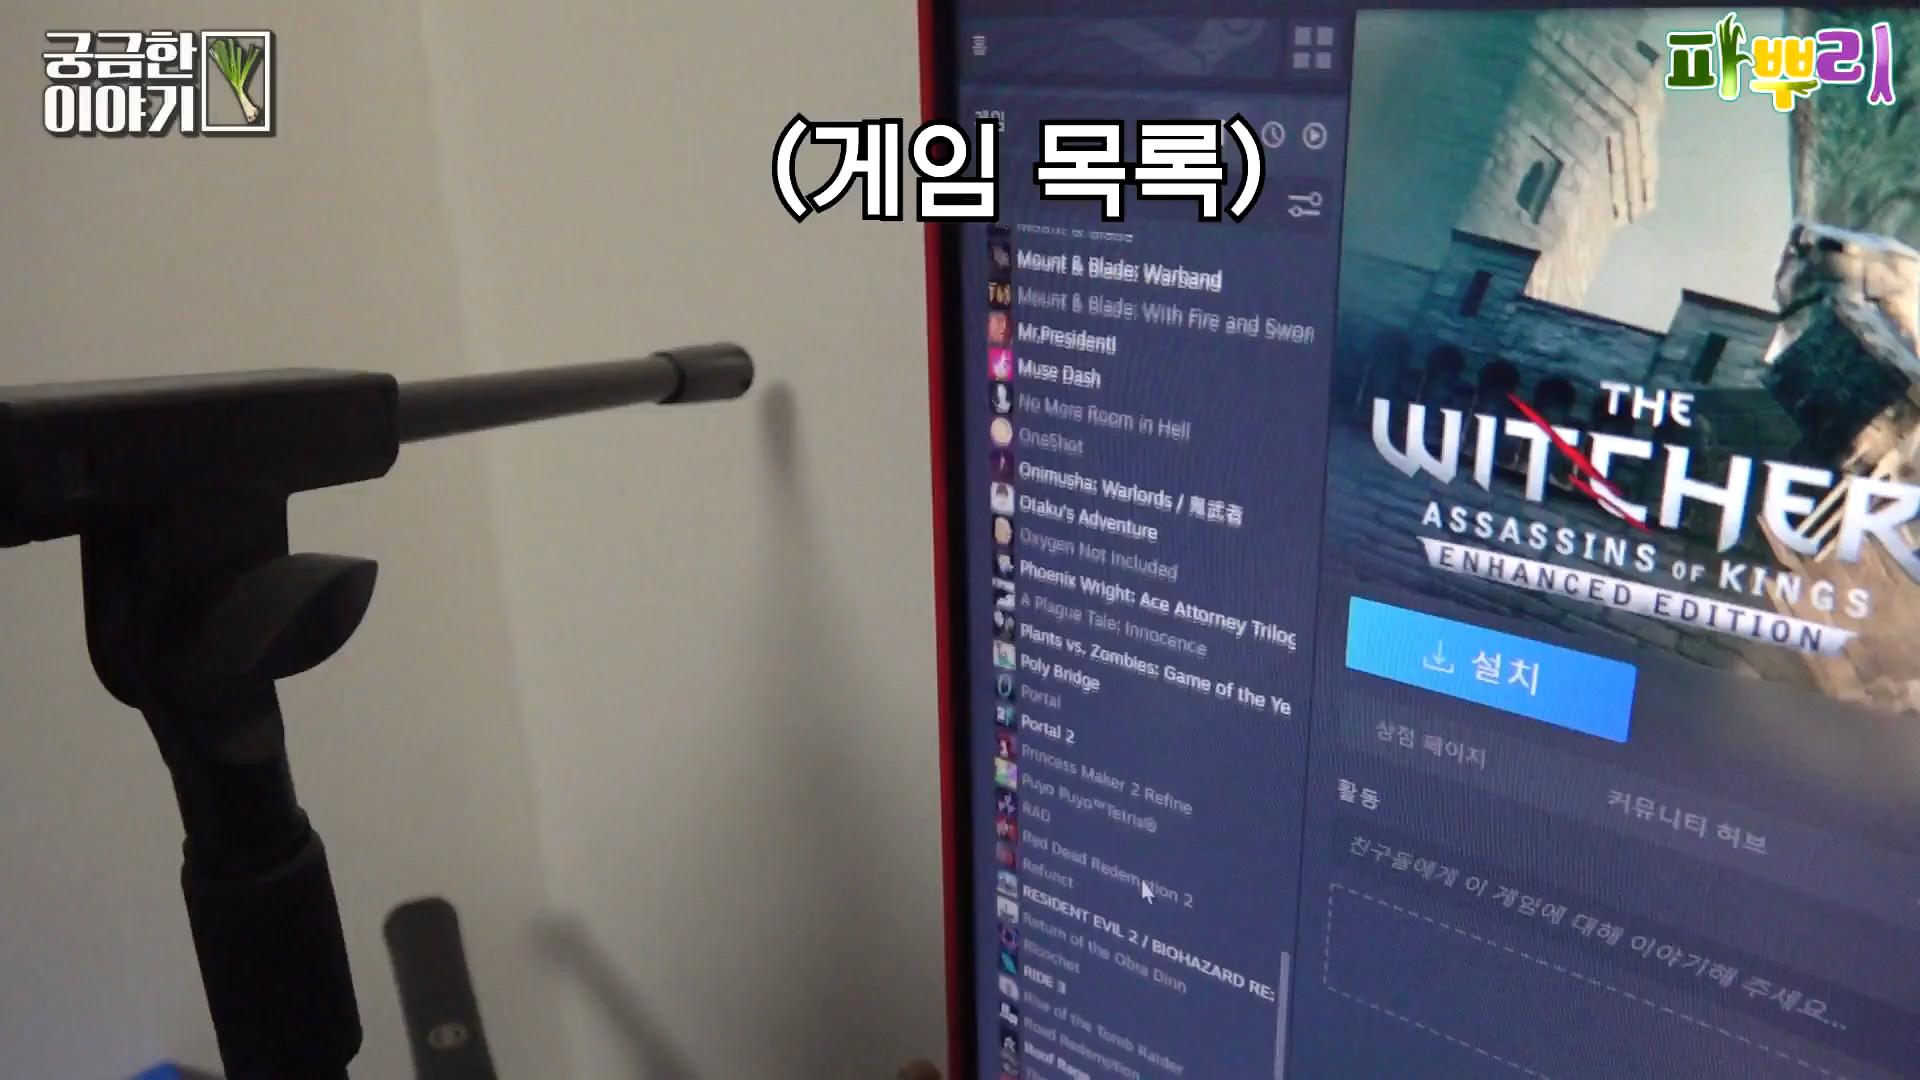 궁금한
이야기
파뿌리
(게임 목록)
Mount & Blade
Mount & Blade: Warband
Mount & Blade: With Fire and Swor
Mr.President!
Muse Dash
No More Room in Hell
OneShot
Onimusha: Warlords / 鬼武者
Otaku's Adventure
Oxygen Not Included
Phoenix Wright: Ace Attorney Trilog
A Plague Tale: Innocence
Plants vs. Zombies: Game of the Ye
Poly Bridge
Portal
Portal 2
Princess Maker 2 Refine
Puyo Puyo™Tetris®
RAD
Red Dead Redemption 2
Refunct
RESIDENT EVIL 2 / BIOHAZARD RE:
Return of the Obra Dinn
Ricochet
RIDE 3
Rise of the Tomb Raider
Road Redemption
Roof Rage
THE
WITCHER
ASSASSINS OF KINGS
ENHANCED EDITION
설치
상점 페이지
커뮤니티 허브
활동
친구들에게 이 게임에 대해 이야기해 주세요...